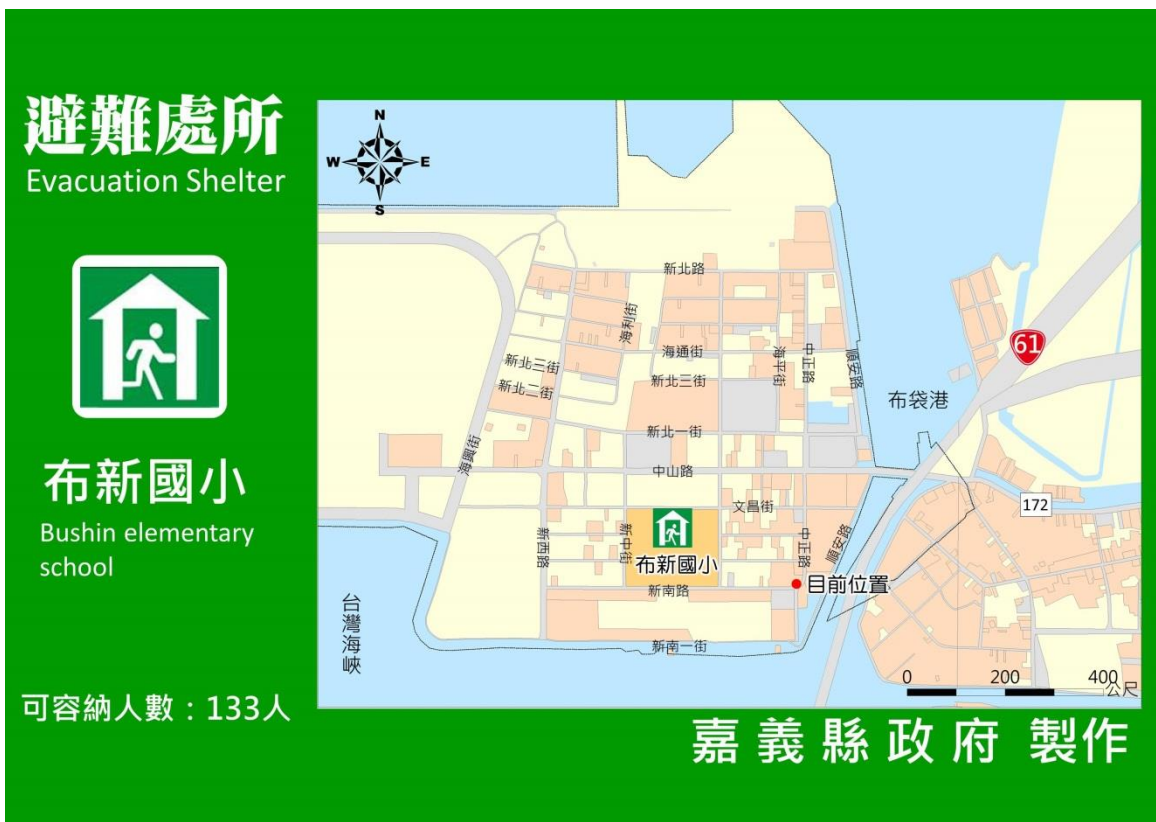 避難處所
Evacuation Shelter
布新國小
Bushin elementary
school
可容納人數：133人
N
W
E
S
新北路
海利街
海通街
海平街
中正路
順安路
61
新北三街
新北三街
新北二街
布袋港
新北一街
海興街
中山路
文昌街
172
新西路
新中街
布新國小
中正路
順安路
目前位置
新南路
台灣海峽
新南一街
0 200 400
公尺
嘉義縣政府 製作